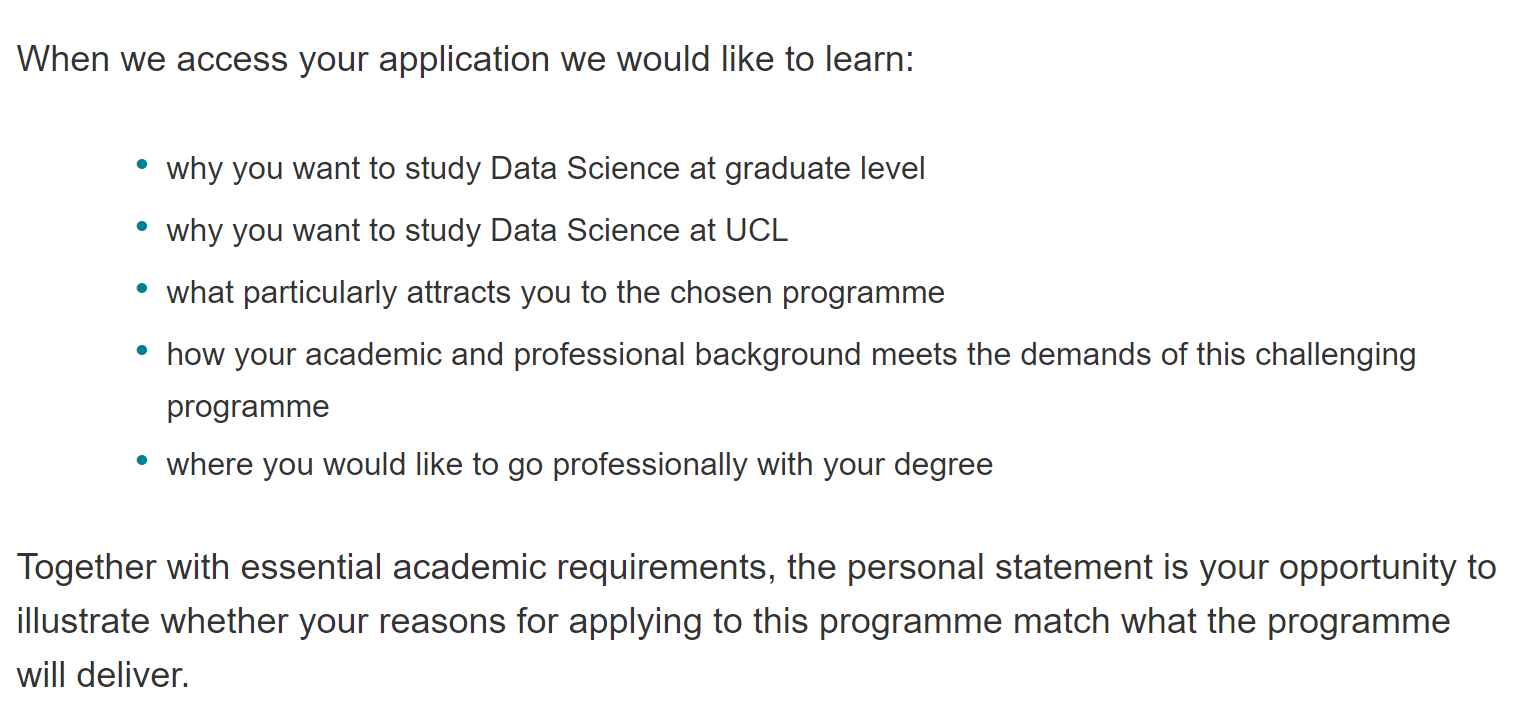 When we access your application we would like to learn:
• why you want to study Data Science at graduate level
• why you want to study Data Science at UCL
• what particularly attracts you to the chosen programme
• how your academic and professional background meets the demands of this challenging
programme
• where you would like to go professionally with your degree
Together with essential academic requirements, the personal statement is your opportunity to
illustrate whether your reasons for applying to this programme match what the programme
will deliver.